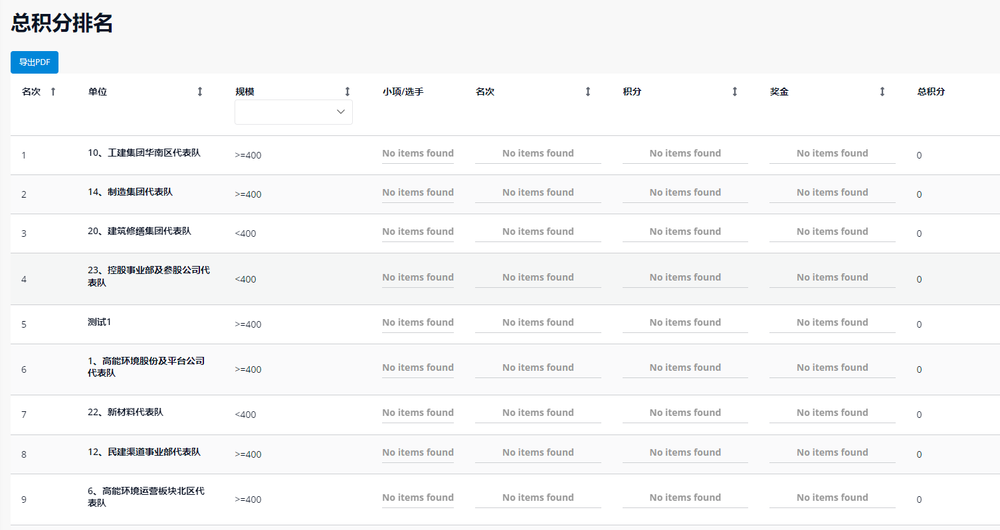 总积分排名
导出PDF
名次 单位 规模 小项/选手 名次 积分 奖金 总积分
1 10、工建集团华南区代表队 >=400 No items found No items found No items found No items found 0
2 14、制造集团代表队 >=400 No items found No items found No items found No items found 0
3 20、建筑修缮集团代表队 <400 No items found No items found No items found No items found 0
4 23、控股事业部及参股公司代 <400 No items found No items found No items found No items found 0
表队
5 测试1 >=400 No items found No items found No items found No items found 0
6 1、高能环境股份及平台公司 >=400 No items found No items found No items found No items found 0
代表队
7 22、新材料代表队 <400 No items found No items found No items found No items found 0
8 12、民建渠道事业部代表队 >=400 No items found No items found No items found No items found 0
9 6、高能环境运营板块北区代 >=400 No items found No items found No items found No items found 0
表队